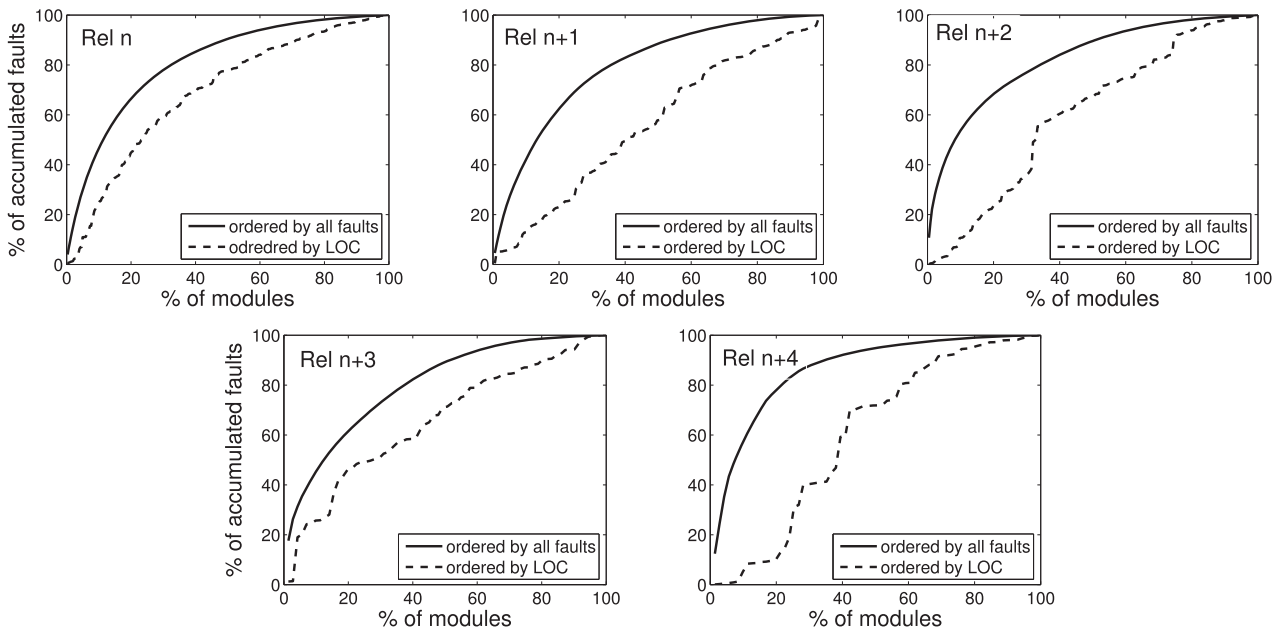 % of accumulated faults
Rel n
100
80
60
40
20
0
ordered by all faults
odredred by LOC
0 20 40 60 80 100
% of modules
Rel n+1
100
80
60
40
20
0
ordered by all faults
ordered by LOC
0 20 40 60 80 100
% of modules
Rel n+2
100
80
60
40
20
0
ordered by all faults
ordered by LOC
0 20 40 60 80 100
% of modules
% of accumulated faults
Rel n+3
100
80
60
40
20
0
ordered by all faults
ordered by LOC
0 20 40 60 80 100
% of modules
Rel n+4
100
80
60
40
20
0
ordered by all faults
ordered by LOC
0 20 40 60 80 100
% of modules